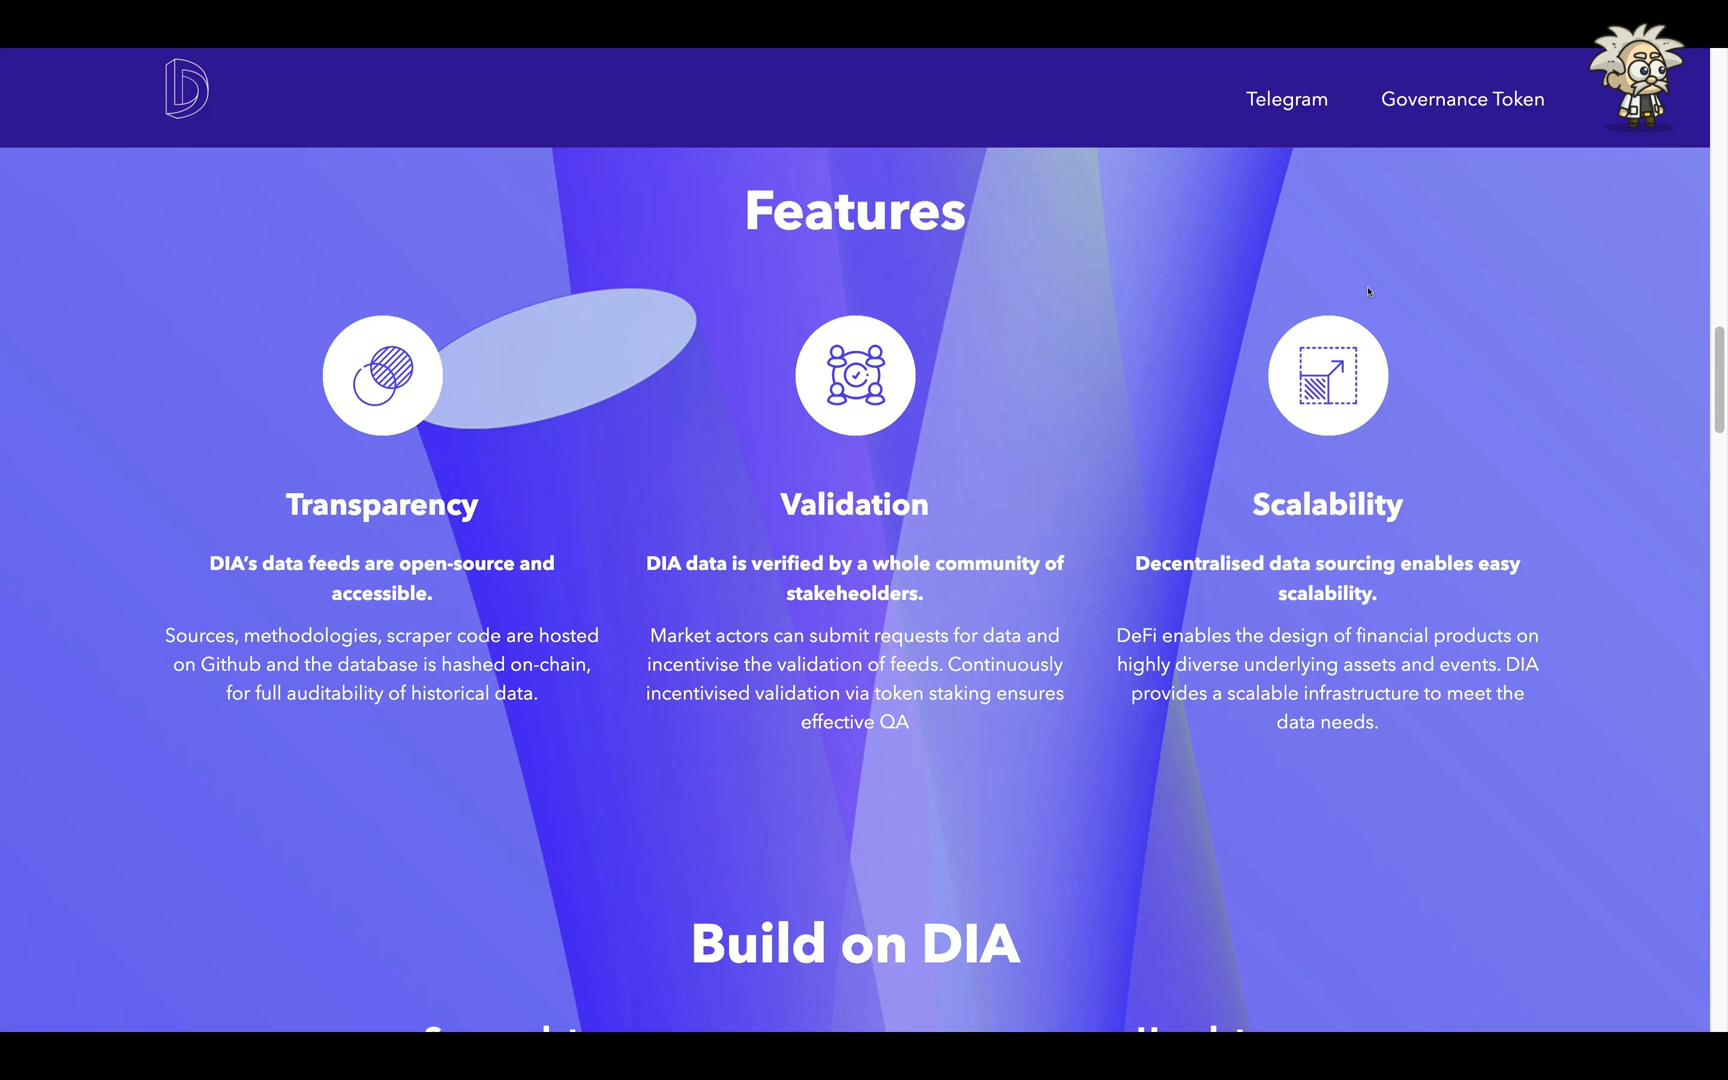 Telegram Governance Token
Features
Transparency
DIA’s data feeds are open-source and
accessible.
Sources, methodologies, scraper code are hosted
on Github and the database is hashed on-chain,
for full auditability of historical data.
Validation
DIA data is verified by a whole community of
stakeheolders.
Market actors can submit requests for data and
incentivise the validation of feeds. Continuously
incentivised validation via token staking ensures
effective QA
Scalability
Decentralised data sourcing enables easy
scalability.
DeFi enables the design of financial products on
highly diverse underlying assets and events. DIA
provides a scalable infrastructure to meet the
data needs.
Build on DIA